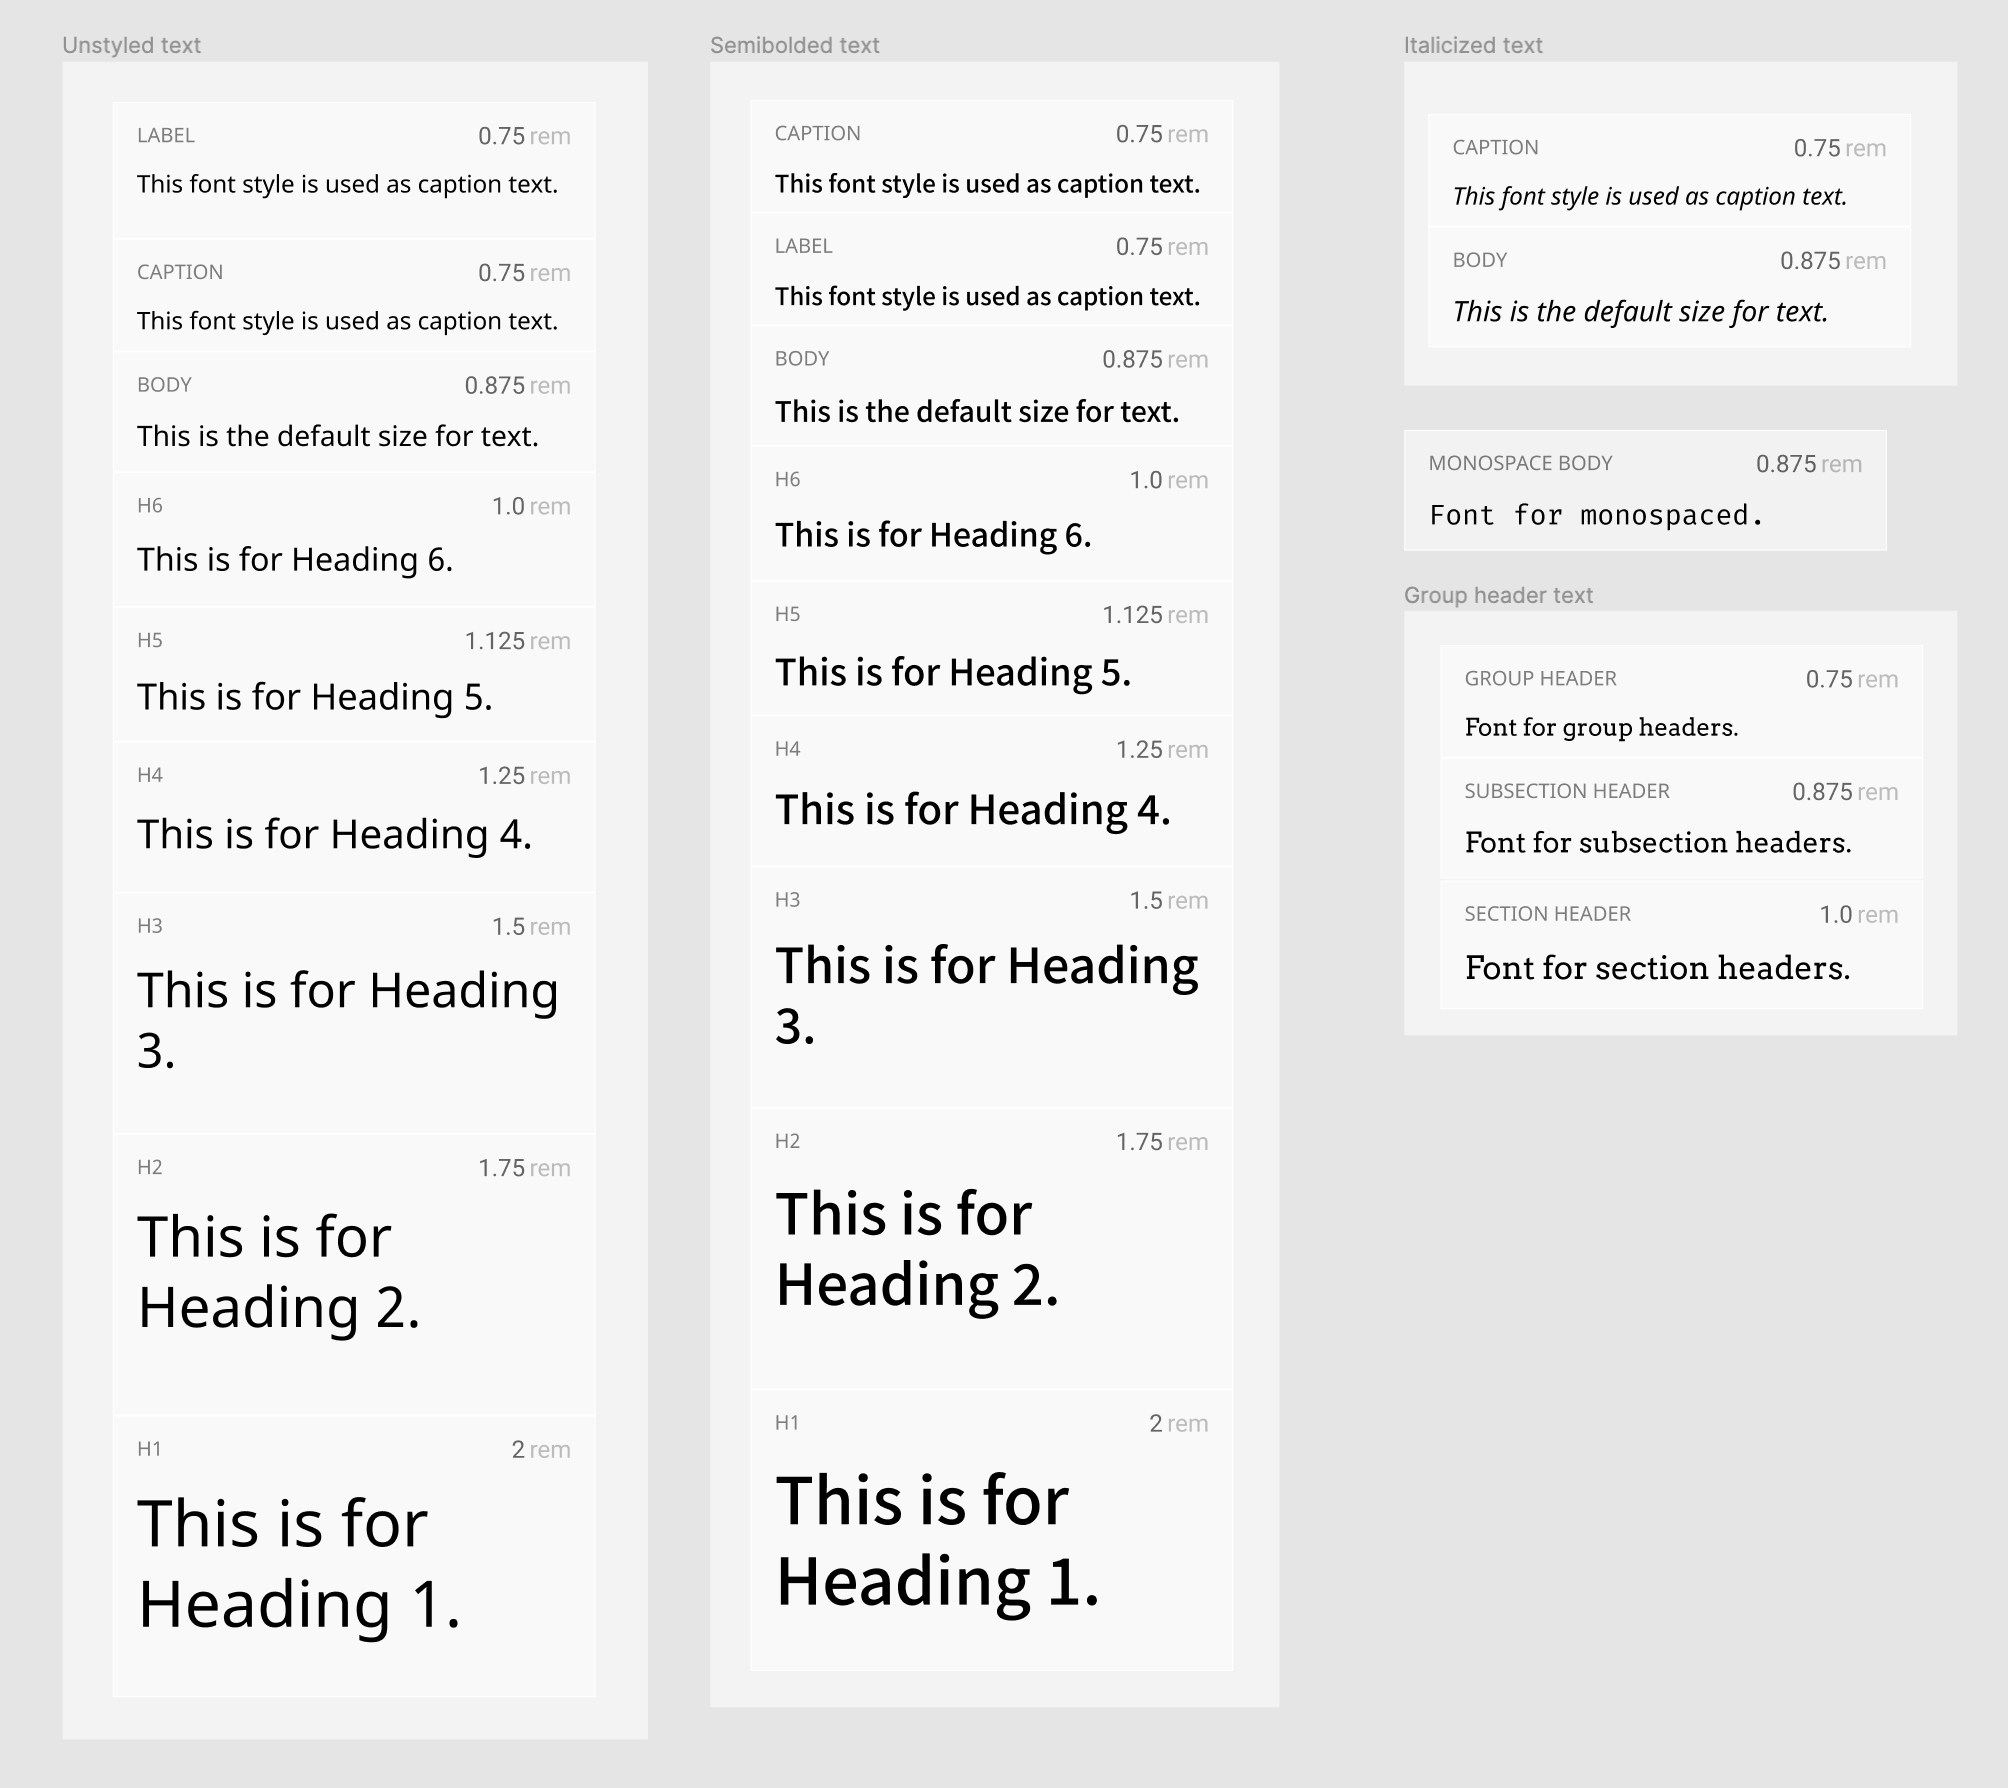 Unstyled text
LABEL 0.75 rem
This font style is used as caption text.
CAPTION 0.75 rem
This font style is used as caption text.
BODY 0.875 rem
This is the default size for text.
H6 1.0 rem
This is for Heading 6.
H5 1.125 rem
This is for Heading 5.
H4 1.25 rem
This is for Heading 4.
H3 1.5 rem
This is for Heading
3.
H2 1.75 rem
This is for
Heading 2.
H1 2 rem
This is for
Heading 1.
Semibolded text
CAPTION 0.75 rem
This font style is used as caption text.
LABEL 0.75 rem
This font style is used as caption text.
BODY 0.875 rem
This is the default size for text.
H6 1.0 rem
This is for Heading 6.
H5 1.125 rem
This is for Heading 5.
H4 1.25 rem
This is for Heading 4.
H3 1.5 rem
This is for Heading
3.
H2 1.75 rem
This is for
Heading 2.
H1 2 rem
This is for
Heading 1.
Italicized text
CAPTION 0.75 rem
This font style is used as caption text.
BODY 0.875 rem
This is the default size for text.
MONOSPACE BODY 0.875 rem
Font for monospaced.
Group header text
GROUP HEADER 0.75 rem
Font for group headers.
SUBSECTION HEADER 0.875 rem
Font for subsection headers.
SECTION HEADER 1.0 rem
Font for section headers.